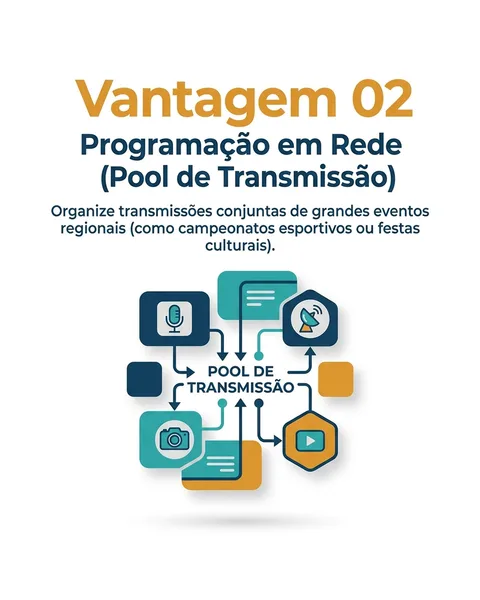 Vantagem 02
Programação em Rede
(Pool de Transmissão)
Organize transmissões conjuntas de grandes eventos
regionais (como campeonatos esportivos ou festas
culturais).
POOL DE
TRANSMISSÃO